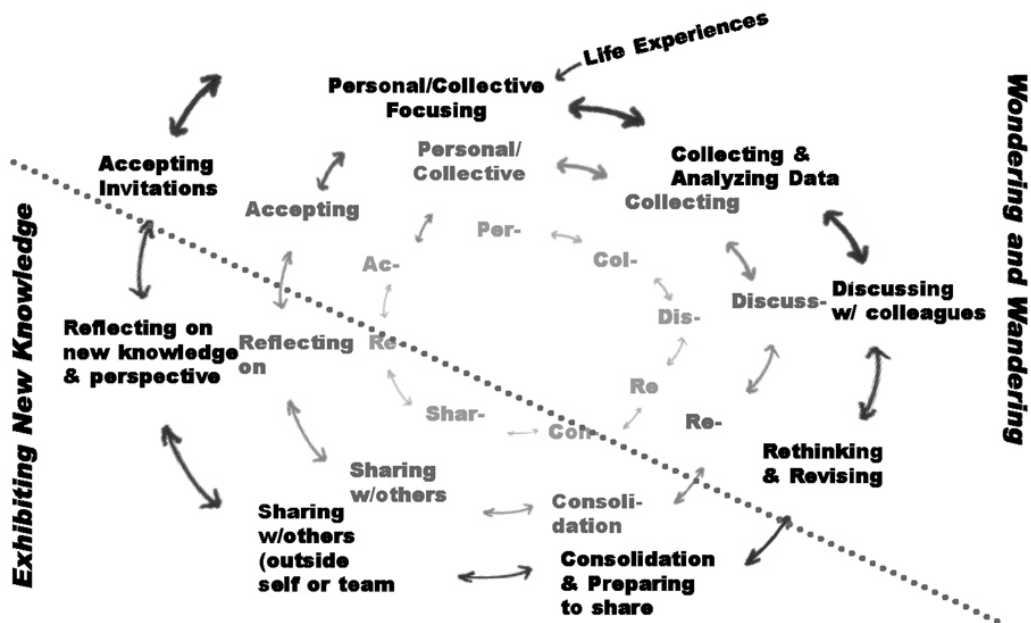 Life Experiences
Personal/Collective
Focusing
Collecting &
Analyzing Data
Discussing
w/ colleagues
Rethinking
& Revising
Consolidation
& Preparing
to share
Sharing
w/others
(outside
self or team
Reflecting on
new knowledge
& perspective
Accepting
Invitations
Personal/
Collective
Collecting
Discuss-
Re-
Consoli-
dation
Sharing
w/others
Reflecting
on
Accepting
Per-
Col-
Dis-
Re
Con-
Shar-
Re
Ac-
Exhibiting New Knowledge
Wondering and Wandering